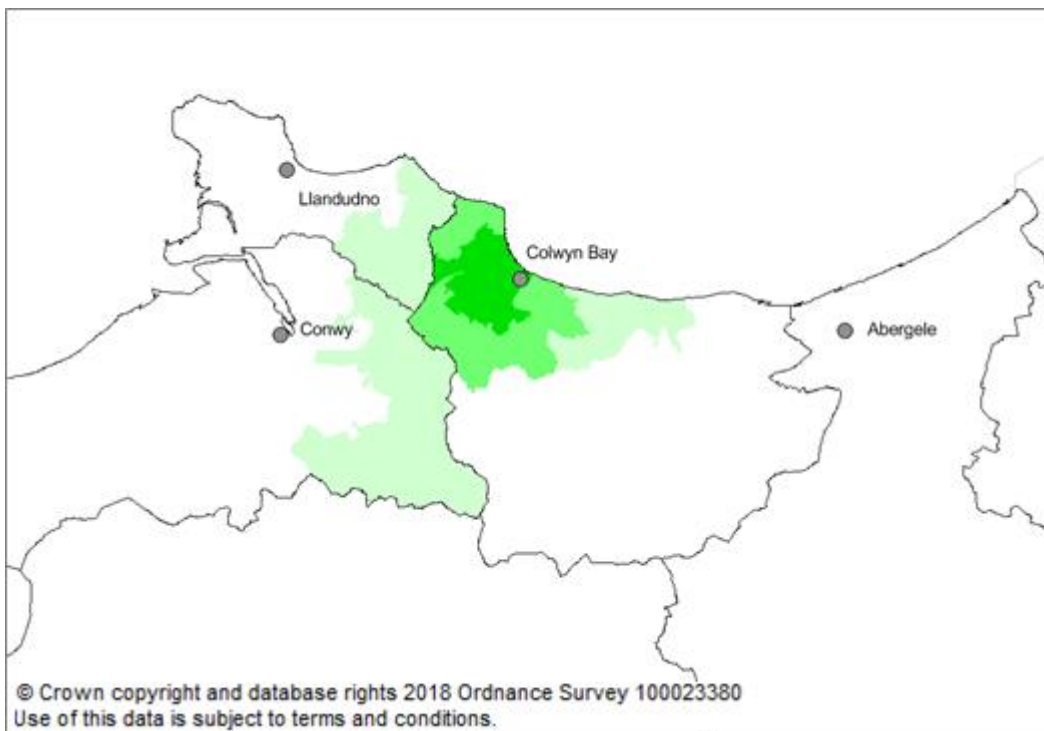 Llandudno
Colwyn Bay
Conwy
Abergele
© Crown copyright and database rights 2018 Ordnance Survey 100023380
Use of this data is subject to terms and conditions.